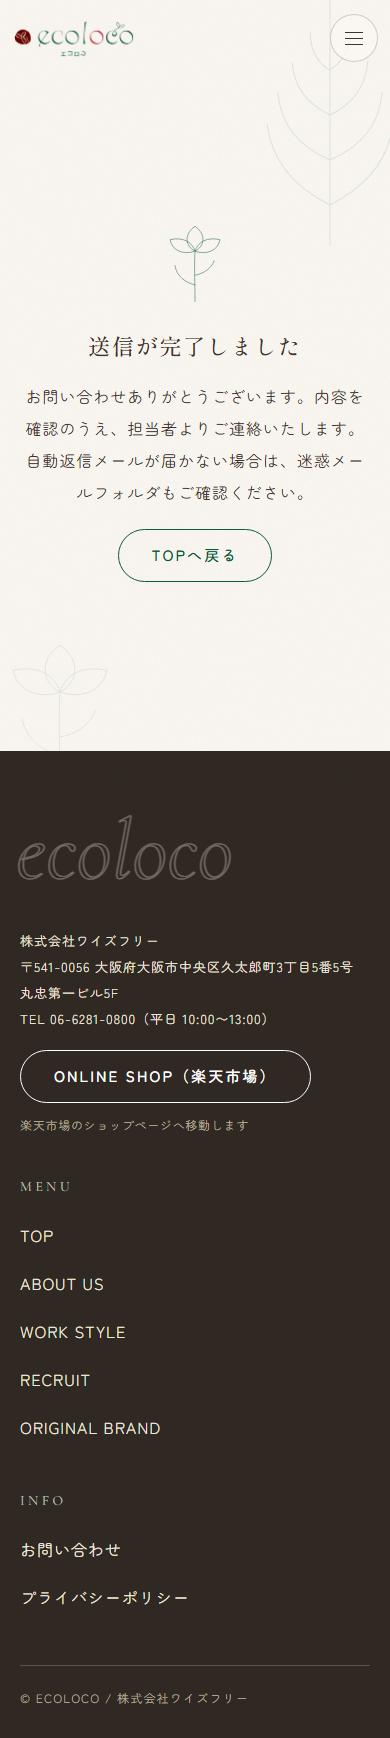 ecoloco
エコロコ
送信が完了しました
お問い合わせありがとうございます。内容を
確認のうえ、担当者よりご連絡いたします。
自動返信メールが届かない場合は、迷惑メー
ルフォルダもご確認ください。
TOPへ戻る
ecoloco
株式会社ワイズフリー
〒541-0056 大阪府大阪市中央区久太郎町3丁目5番5号
丸忠第一ビル5F
TEL 06-6281-0800（平日 10:00〜13:00）
ONLINE SHOP（楽天市場）
楽天市場のショップページへ移動します
MENU
TOP
ABOUT US
WORK STYLE
RECRUIT
ORIGINAL BRAND
INFO
お問い合わせ
プライバシーポリシー
© ECOLOCO / 株式会社ワイズフリー